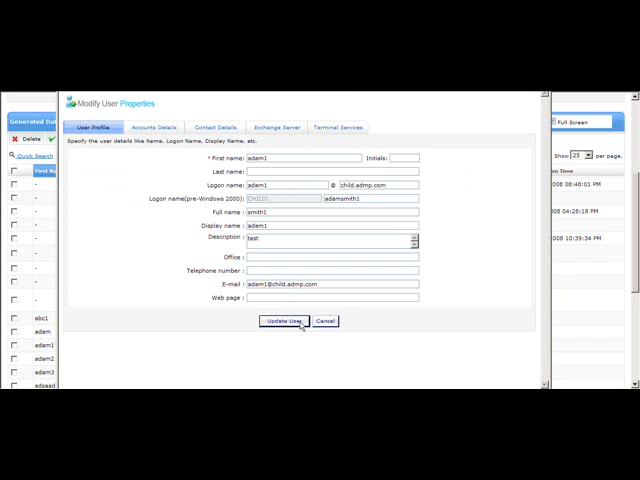 Modify User Properties
User Profile Accounts Details Contact Details Exchange Server Terminal Services
Specify the user details like Name, Logon Name, Display Name, etc.
* First name: adam1 Initials:
Last name:
Logon name: adam1 @ child.admp.com
Logon name(pre-Windows 2000): CHILD\ adamsmith1
Full name : smith1
Display name : adam1
Description : test
Office :
Telephone number :
E-mail : adam1@child.admp.com
Web page :
Update User Cancel
Generated Dat
Delete
Quick Search
First Na
-
-
-
-
-
-
-
abc1
adam
adam1
adam2
adam3
adsaad
Full Screen
Show 25 per page.
on Time
008 08:48:01 PM
008 04:28:18 PM
008 10:39:34 PM